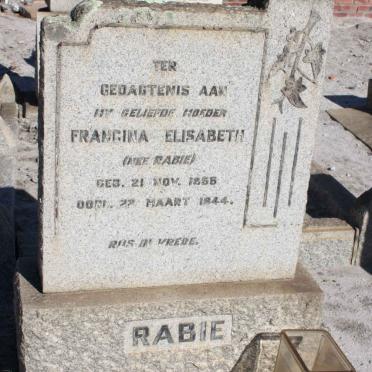 TER
GEDAGTENIS AAN
MY GELIEFDE MOEDER
FRANCINA ELISABETH
(NEE RABIE)
GEB. 21 NOV. 1855
OORL. 22 MAART 1944.
RUS IN VREDE.
RABIE